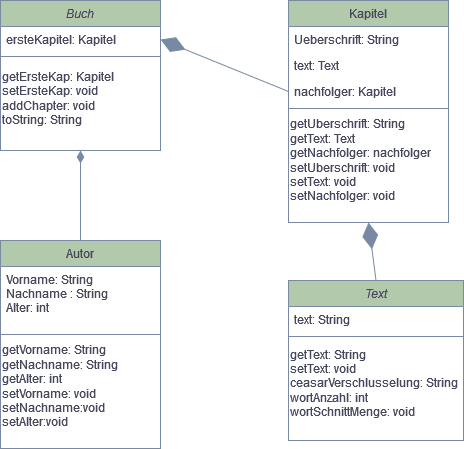 Buch
ersteKapitel: Kapitel
getErsteKap: Kapitel
setErsteKap: void
addChapter: void
toString: String
Kapitel
Ueberschrift: String
text: Text
nachfolger: Kapitel
getUberschrift: String
getText: Text
getNachfolger: nachfolger
setUberschrift: void
setText: void
setNachfolger: void
Autor
Vorname: String
Nachname : String
Alter: int
getVorname: String
getNachname: String
getAlter: int
setVorname: void
setNachname:void
setAlter:void
Text
text: String
getText: String
setText: void
ceasarVerschlusselung: String
wortAnzahl: int
wortSchnittMenge: void